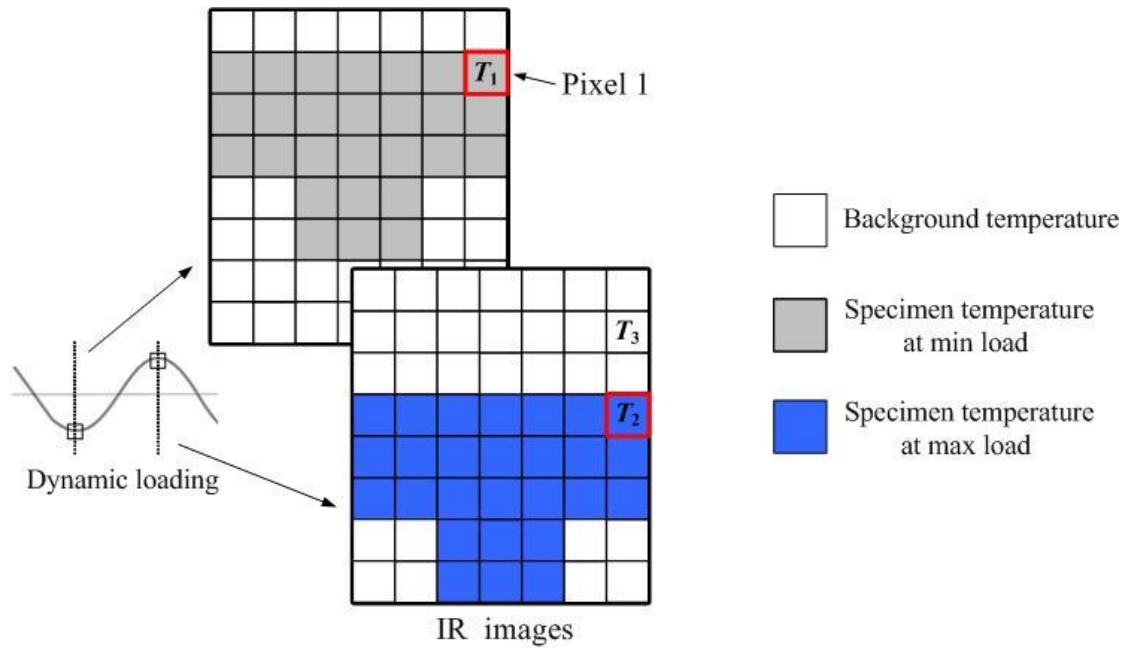 T1
Pixel 1
Background temperature
T3
Specimen temperature
at min load
T2
Specimen temperature
at max load
Dynamic loading
IR images